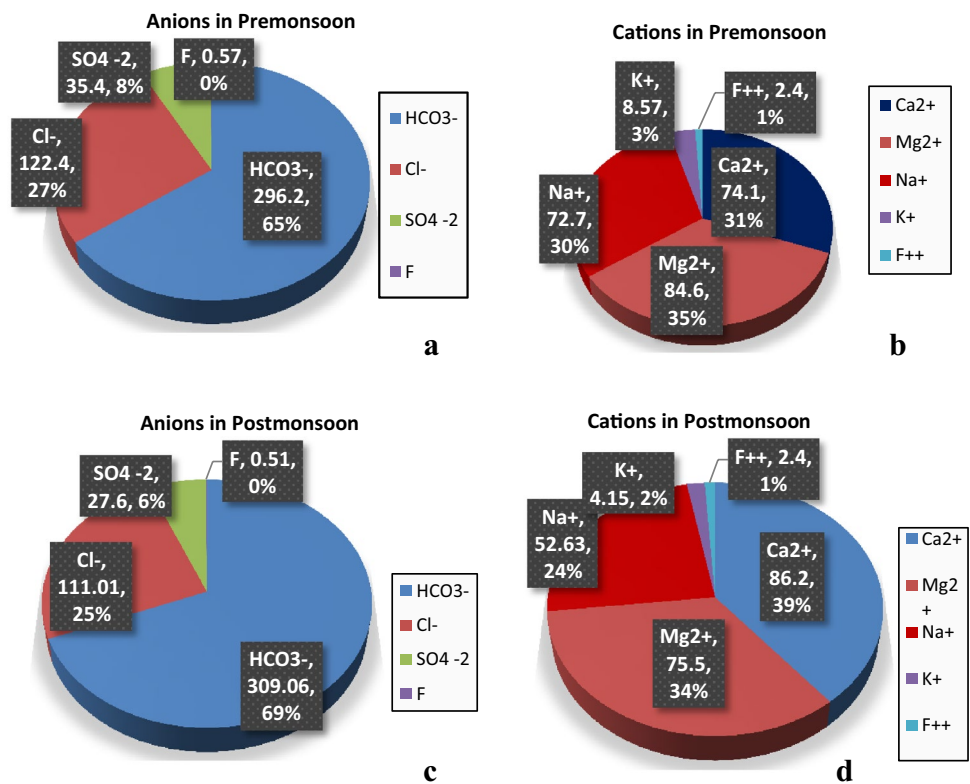 Anions in Premonsoon
SO4 -2,
35.4, 8%
F, 0.57,
0%
Cl-,
122.4,
27%
HCO3-,
296.2,
65%
HCO3-
Cl-
SO4 -2
F
a
Cations in Premonsoon
K+,
8.57,
3%
F++, 2.4,
1%
Ca2+,
74.1,
31%
Na+,
72.7,
30%
Mg2+,
84.6,
35%
Ca2+
Mg2+
Na+
K+
F++
b
Anions in Postmonsoon
SO4 -2,
27.6, 6%
F, 0.51,
0%
Cl-,
111.01,
25%
HCO3-,
309.06,
69%
HCO3-
Cl-
SO4 -2
F
c
Cations in Postmonsoon
K+,
4.15, 2%
F++, 2.4,
1%
Na+,
52.63,
24%
Ca2+,
86.2,
39%
Mg2+,
75.5,
34%
Ca2+
Mg2
+
Na+
K+
F++
d